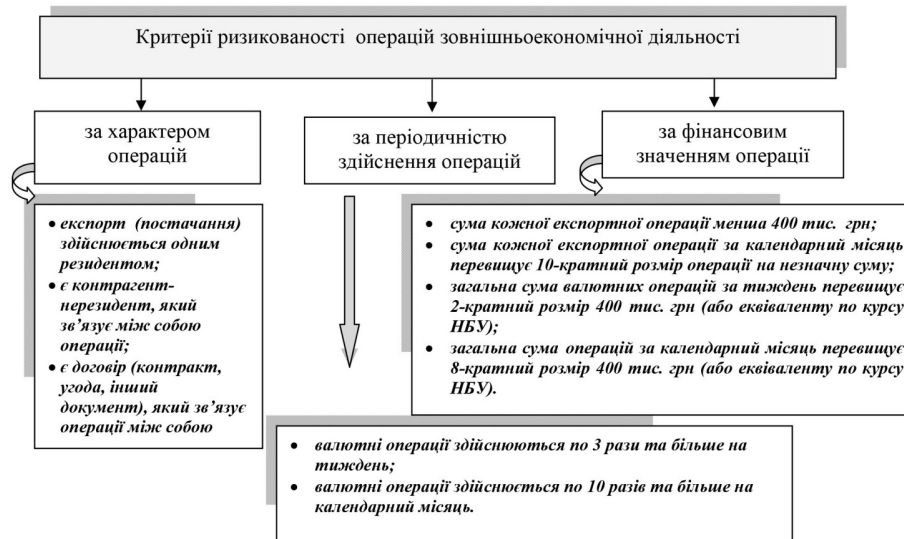 Критерії ризикованості операцій зовнішньоекономічної діяльності
за характером
операцій
за періодичністю
здійснення операцій
за фінансовим
значенням операції
• експорт (постачання)
здійснюється одним
резидентом;
• є контрагент-
нерезидент, який
зв’язує між собою
операції;
• є договір (контракт,
угода, інший
документ), який зв’язує
операції між собою
• сума кожної експортної операції менша 400 тис. грн;
• сума кожної експортної операції за календарний місяць
перевищує 10-кратний розмір операції на незначну суму;
• загальна сума валютних операцій за тиждень перевищує
2-кратний розмір 400 тис. грн (або еквіваленту по курсу
НБУ);
• загальна сума операцій за календарний місяць перевищує
8-кратний розмір 400 тис. грн (або еквіваленту по курсу
НБУ).
• валютні операції здійснюються по 3 рази та більше на
тиждень;
• валютні операції здійснюється по 10 разів та більше на
календарний місяць.